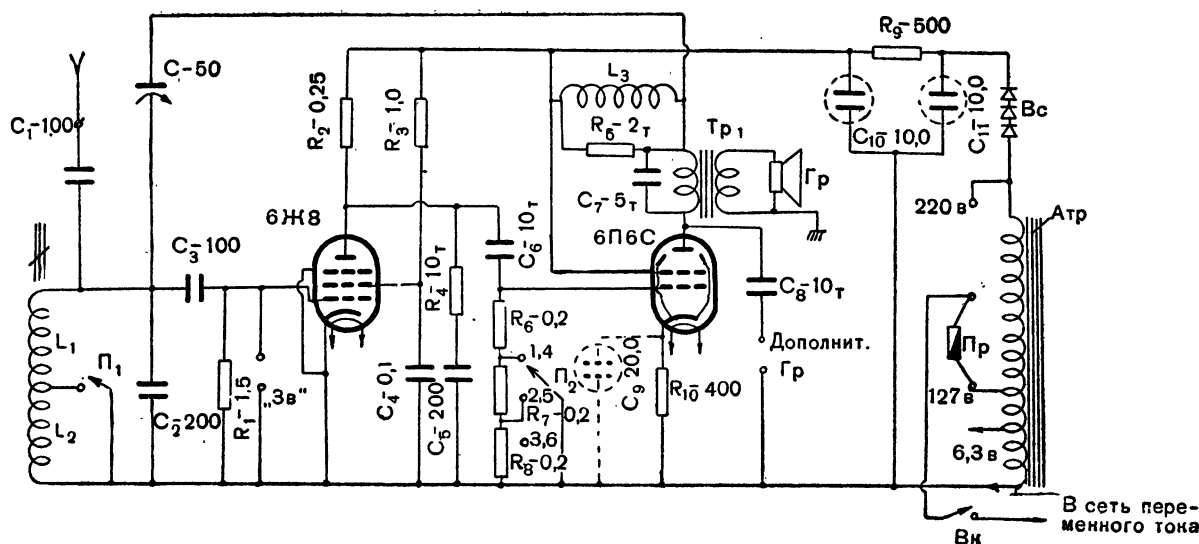 C-50
R₉-500
C₁-100
R₂-0,25
R₃-1,0
L₃
R₅-2т
Тр₁
C₁₀-10,0
C₁₁-10,0
Вс
C₇-5т
Гр
220в
Атр
6Ж8
C₃-100
R₄-10т
C₆-10т
6П6С
C₈-10т
L₁
П₁
R₆-0,2
1,4
П₂
Дополнит.
Гр
Пр
127в
L₂
C₂-200
R₁-1,5
„Зв"
C₄-0,1
C₅-200
2,5
R₇-0,2
3,6
R₈-0,2
C₉ 20,0
R₁₀-400
6,3в
В сеть пере-
менного тока
Вк